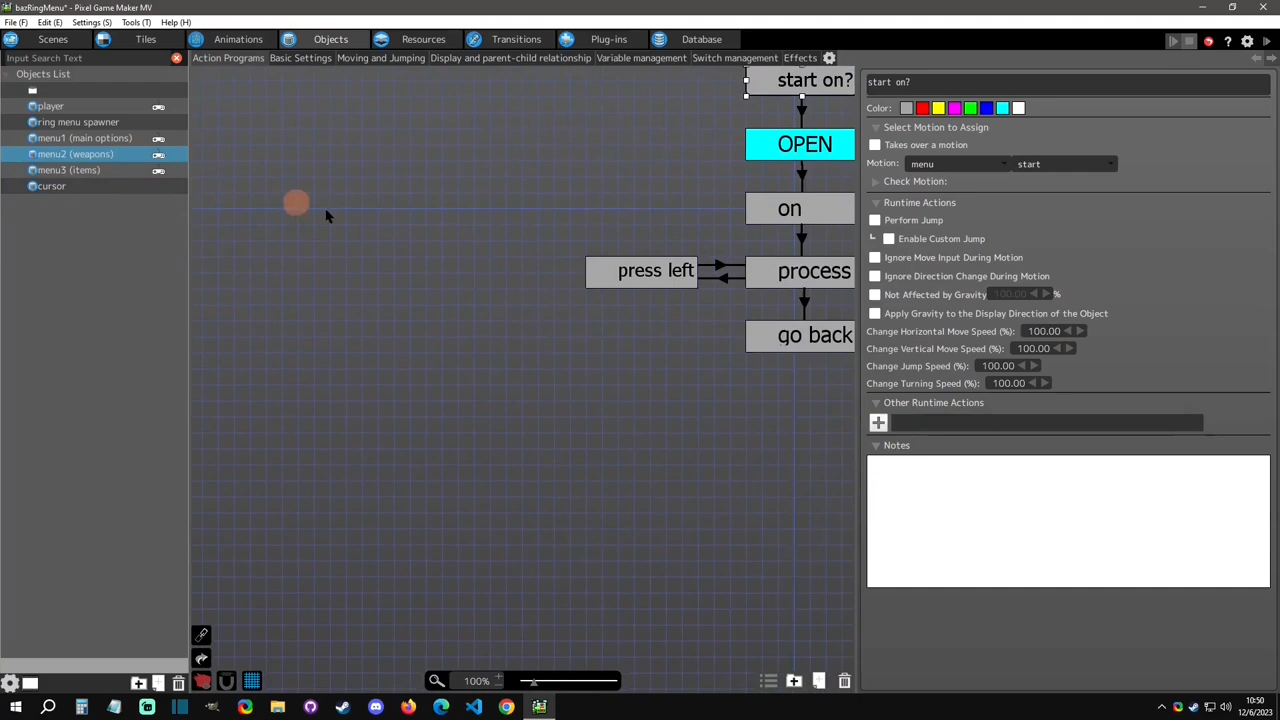 bazRingMenu* - Pixel Game Maker MV
File (F) Edit (E) Settings (S) Tools (T) Help (H)
Scenes Tiles Animations Objects Resources Transitions Plug-ins Database
Input Search Text
Action Programs Basic Settings Moving and Jumping Display and parent-child relationship Variable management Switch management Effects
Objects List
player
ring menu spawner
menu1 (main options)
menu2 (weapons)
menu3 (items)
cursor
start on?
OPEN
on
press left
process
go back
100%
start on?
Color:
Select Motion to Assign
Takes over a motion
Motion: menu start
Check Motion:
Runtime Actions
Perform Jump
Enable Custom Jump
Ignore Move Input During Motion
Ignore Direction Change During Motion
Not Affected by Gravity 100.00 %
Apply Gravity to the Display Direction of the Object
Change Horizontal Move Speed (%): 100.00
Change Vertical Move Speed (%): 100.00
Change Jump Speed (%): 100.00
Change Turning Speed (%): 100.00
Other Runtime Actions
Notes
10:50
12/6/2023